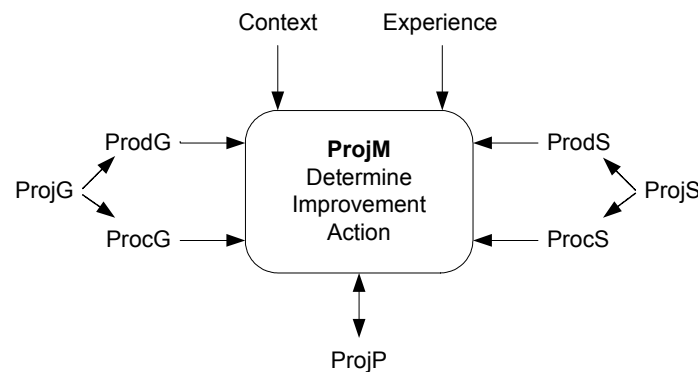 Context Experience
ProdG ProjM ProdS
Determine
ProjG Improvement ProjS
Action
ProcG ProcS
ProjP